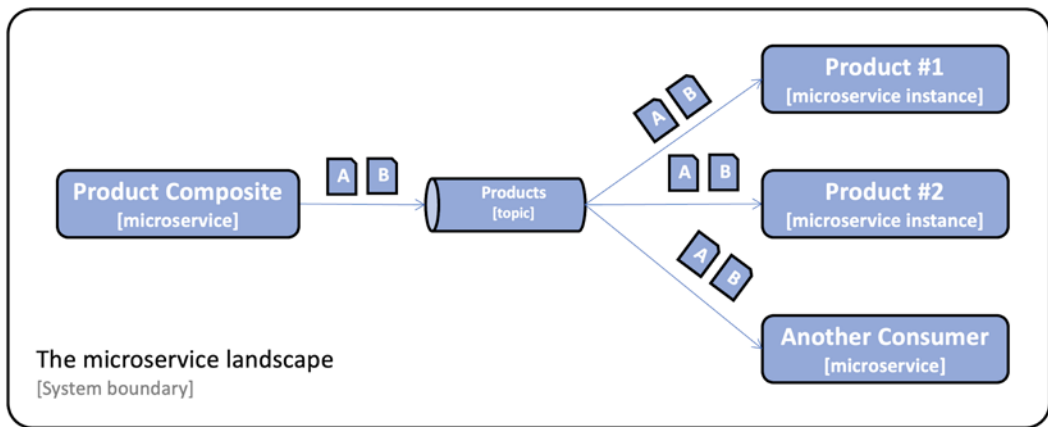 Product Composite
[microservice]
A
B
Products
[topic]
A
B
Product #1
[microservice instance]
A
B
Product #2
[microservice instance]
A
B
Another Consumer
[microservice]
The microservice landscape
[System boundary]